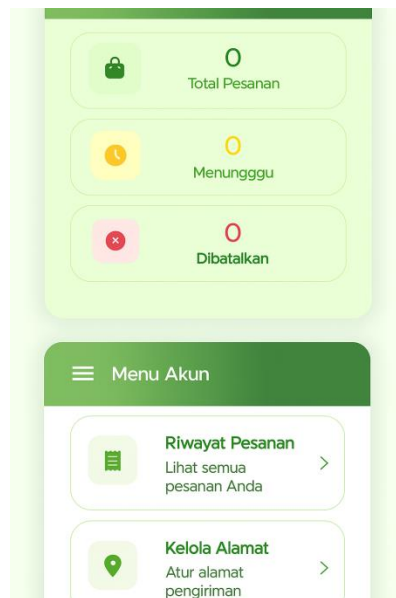 0
Total Pesanan
0
Menungggu
0
Dibatalkan
Menu Akun
Riwayat Pesanan
Lihat semua
pesanan Anda
Kelola Alamat
Atur alamat
pengiriman